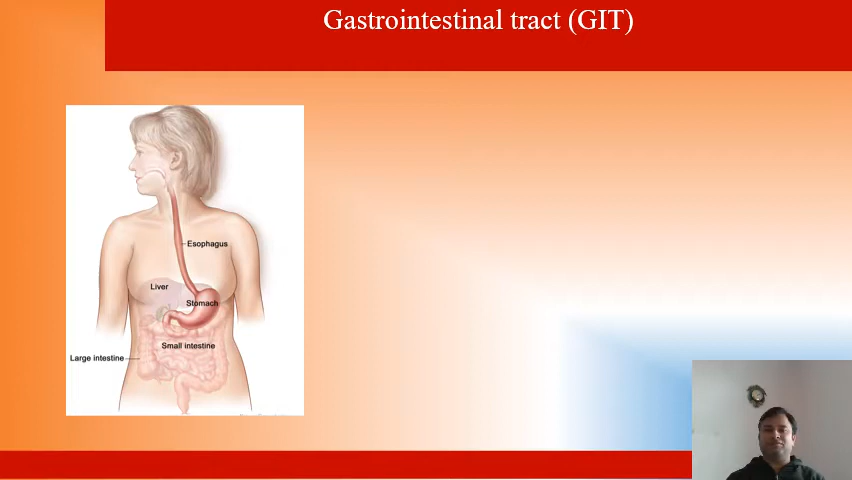 Gastrointestinal tract (GIT)
Esophagus
Liver
Stomach
Small intestine
Large intestine